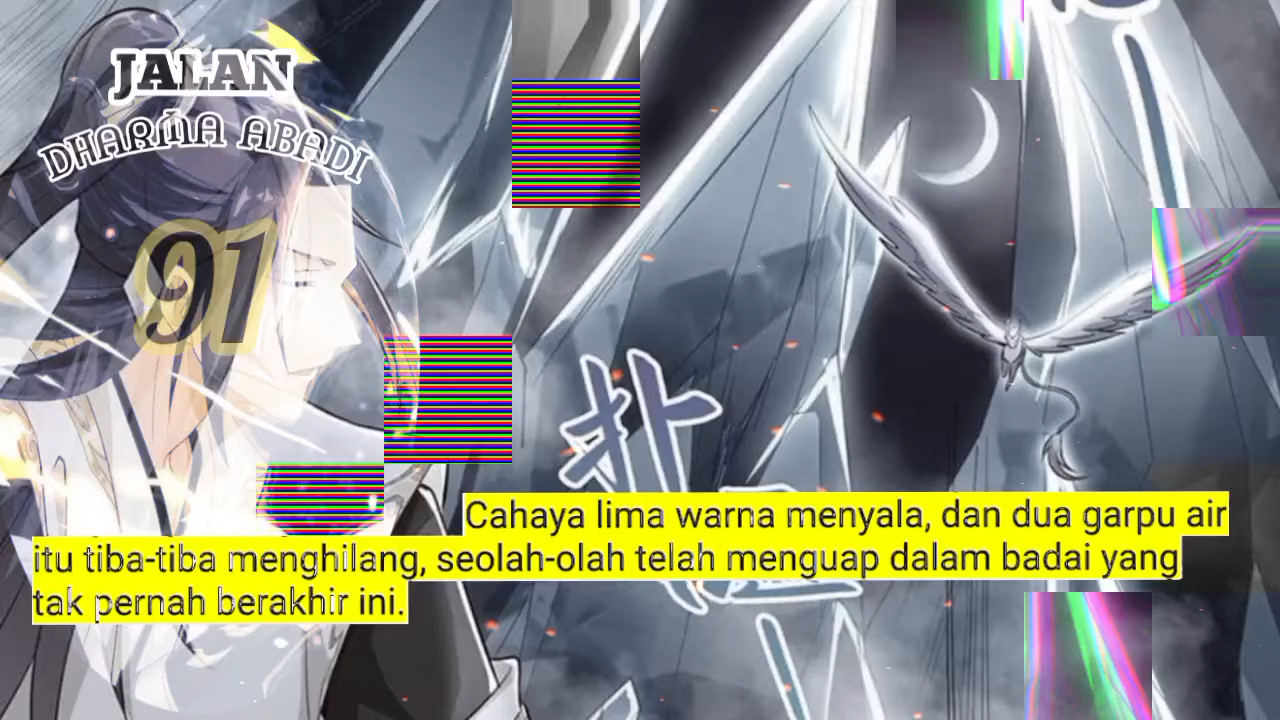 JALAN
DHARMA ABADI
91
Cahaya lima warna menyala, dan dua garpu air
itu tiba-tiba menghilang, seolah-olah telah menguap dalam badai yang
tak pernah berakhir ini.